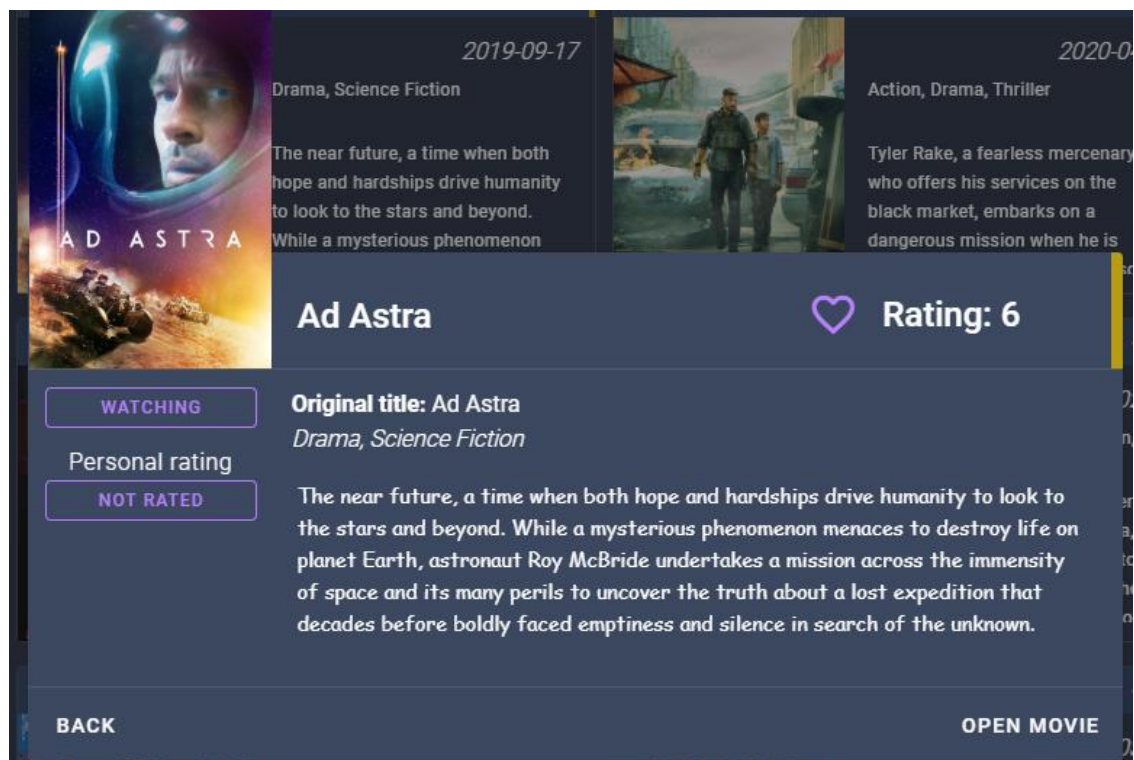 2019-09-17
Drama, Science Fiction
The near future, a time when both
hope and hardships drive humanity
to look to the stars and beyond.
While a mysterious phenomenon
AD ASTRA
2020-0
Action, Drama, Thriller
Tyler Rake, a fearless mercenary
who offers his services on the
black market, embarks on a
dangerous mission when he is
Ad Astra
Rating: 6
WATCHING
Personal rating
NOT RATED
Original title: Ad Astra
Drama, Science Fiction
The near future, a time when both hope and hardships drive humanity to look to
the stars and beyond. While a mysterious phenomenon menaces to destroy life on
planet Earth, astronaut Roy McBride undertakes a mission across the immensity
of space and its many perils to uncover the truth about a lost expedition that
decades before boldly faced emptiness and silence in search of the unknown.
BACK
OPEN MOVIE